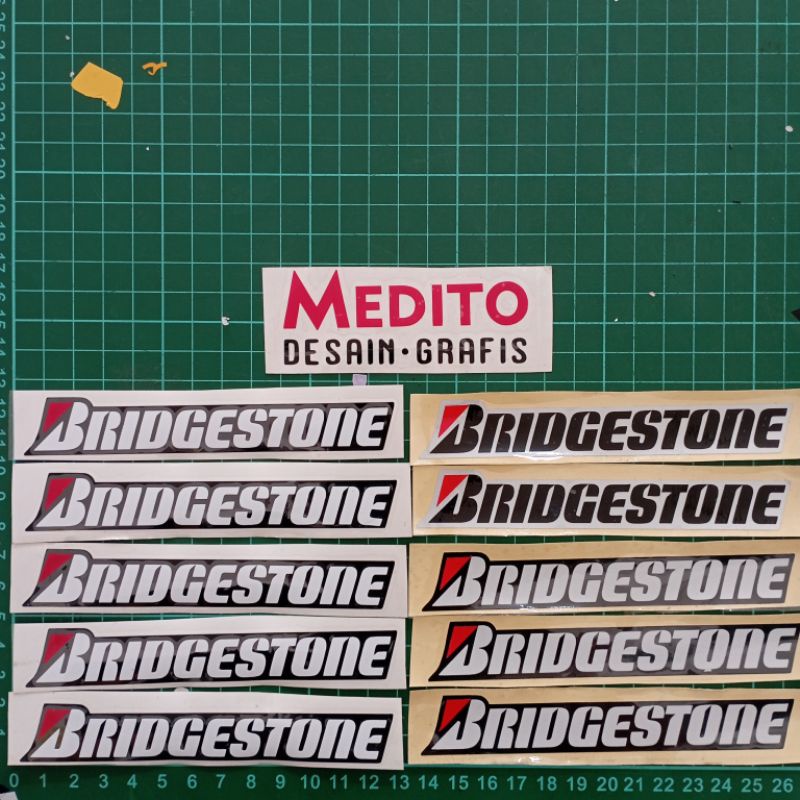 MEDITO
DESAIN·GRAFIS
BRIDGESTONE BRIDGESTONE
BRIDGESTONE BRIDGESTONE
BRIDGESTONE BRIDGESTONE
BRIDGESTONE BRIDGESTONE
BRIDGESTONE BRIDGESTONE
0 1 2 3 4 5 6 7 8 9 10 11 12 13 14 15 16 17 18 19 20 21 22 23 24 25 26